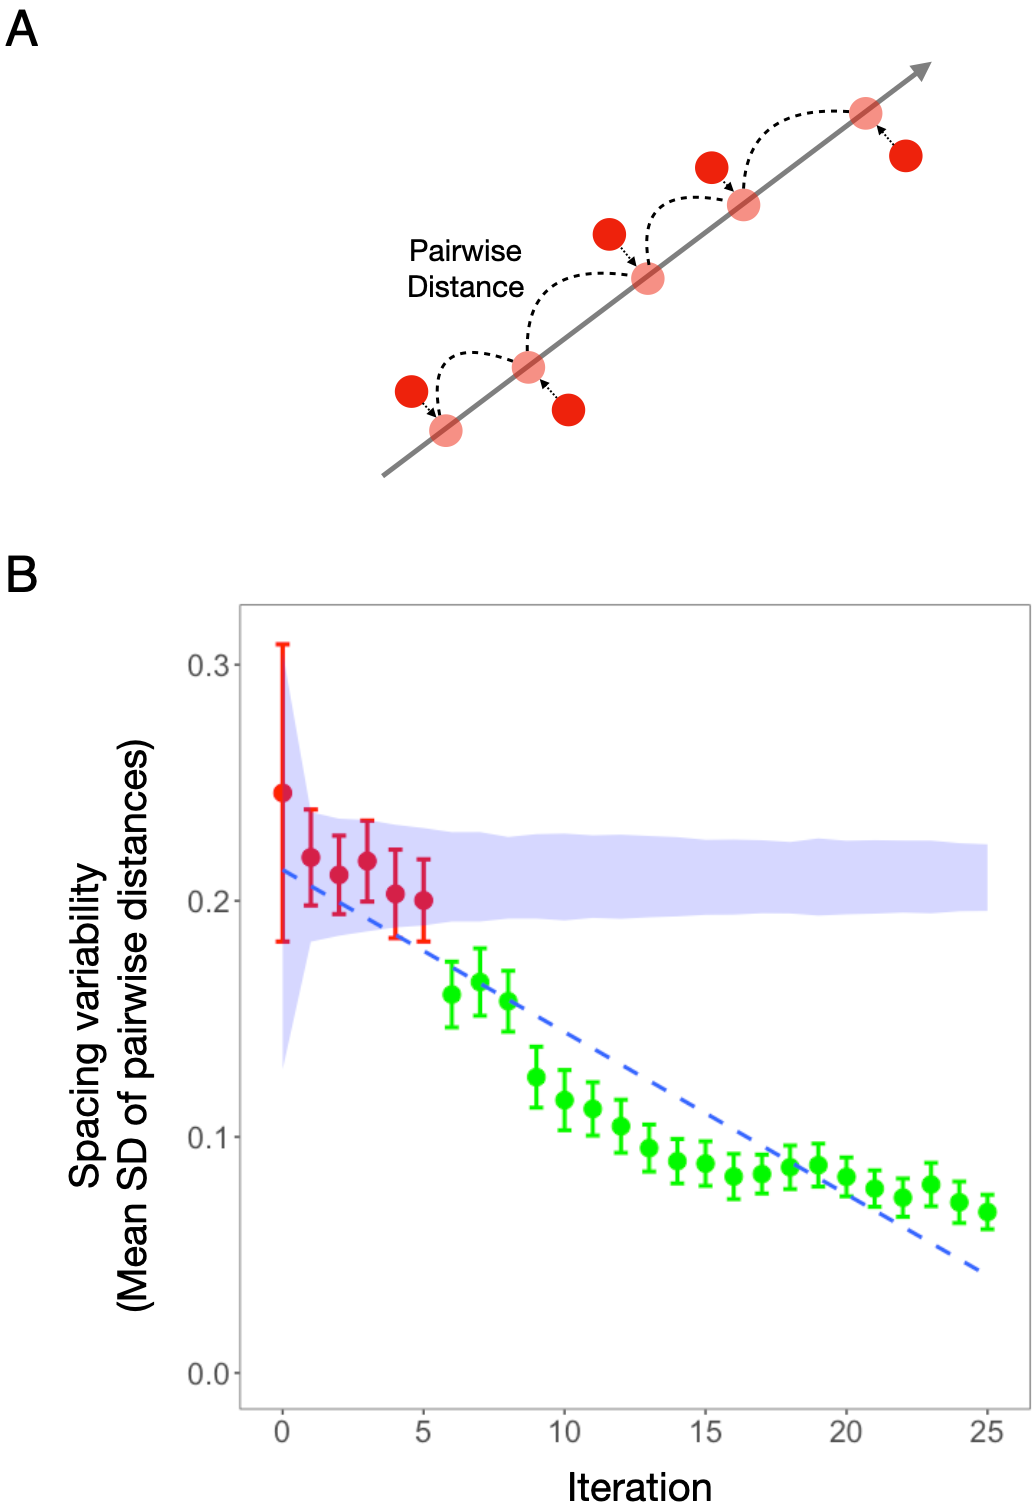 A
Pairwise
Distance
B
Spacing variability
(Mean SD of pairwise distances)
0.3
0.2
0.1
0.0
0 5 10 15 20 25
Iteration